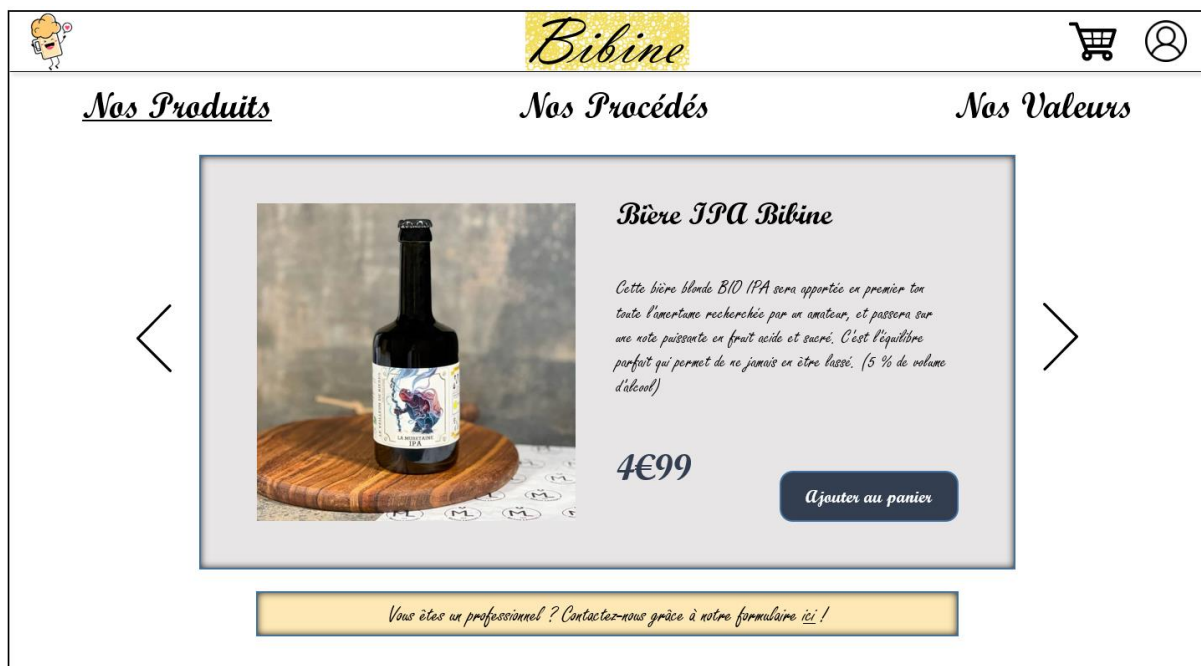 Bibine
Nos Produits
Nos Procédés
Nos Valeurs
Bière IPA Bibine
Cette bière blonde BIO IPA sera apportée en premier ton
toute l'amertume recherchée par un amateur, et passera sur
une note puissante en fruit acide et sucré. C'est l'équilibre
parfait qui permet de ne jamais en être lassé. (5 % de volume
d'alcool)
LA MUSETAINE
IPA
4€99
Ajouter au panier
Vous êtes un professionnel ? Contactez-nous grâce à notre formulaire ici !